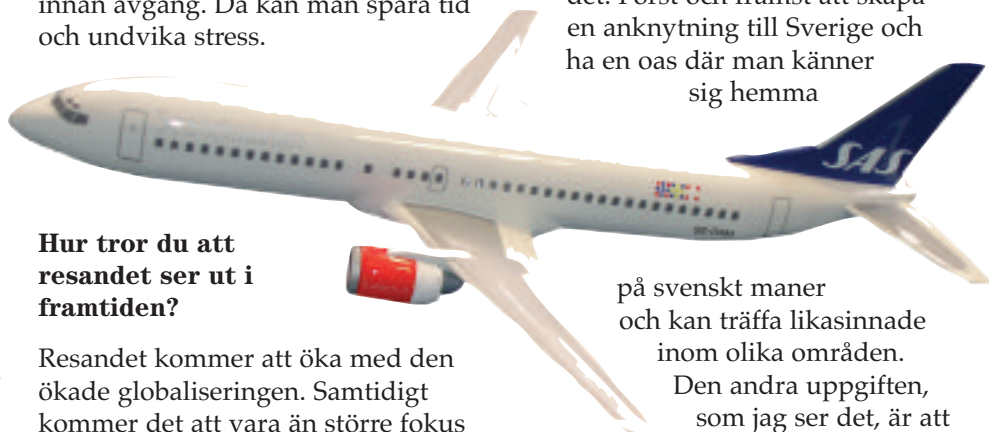 innan avgång. Då kan man spara tid
och undvika stress.
Hur tror du att
resandet ser ut i
framtiden?
Resandet kommer att öka med den
ökade globaliseringen. Samtidigt
kommer det att vara än större fokus
det. Först och främst att skapa
en anknytning till Sverige och
ha en oas där man känner
sig hemma
på svenskt maner
och kan träffa likasinnade
inom olika områden.
Den andra uppgiften,
som jag ser det, är att
SAS